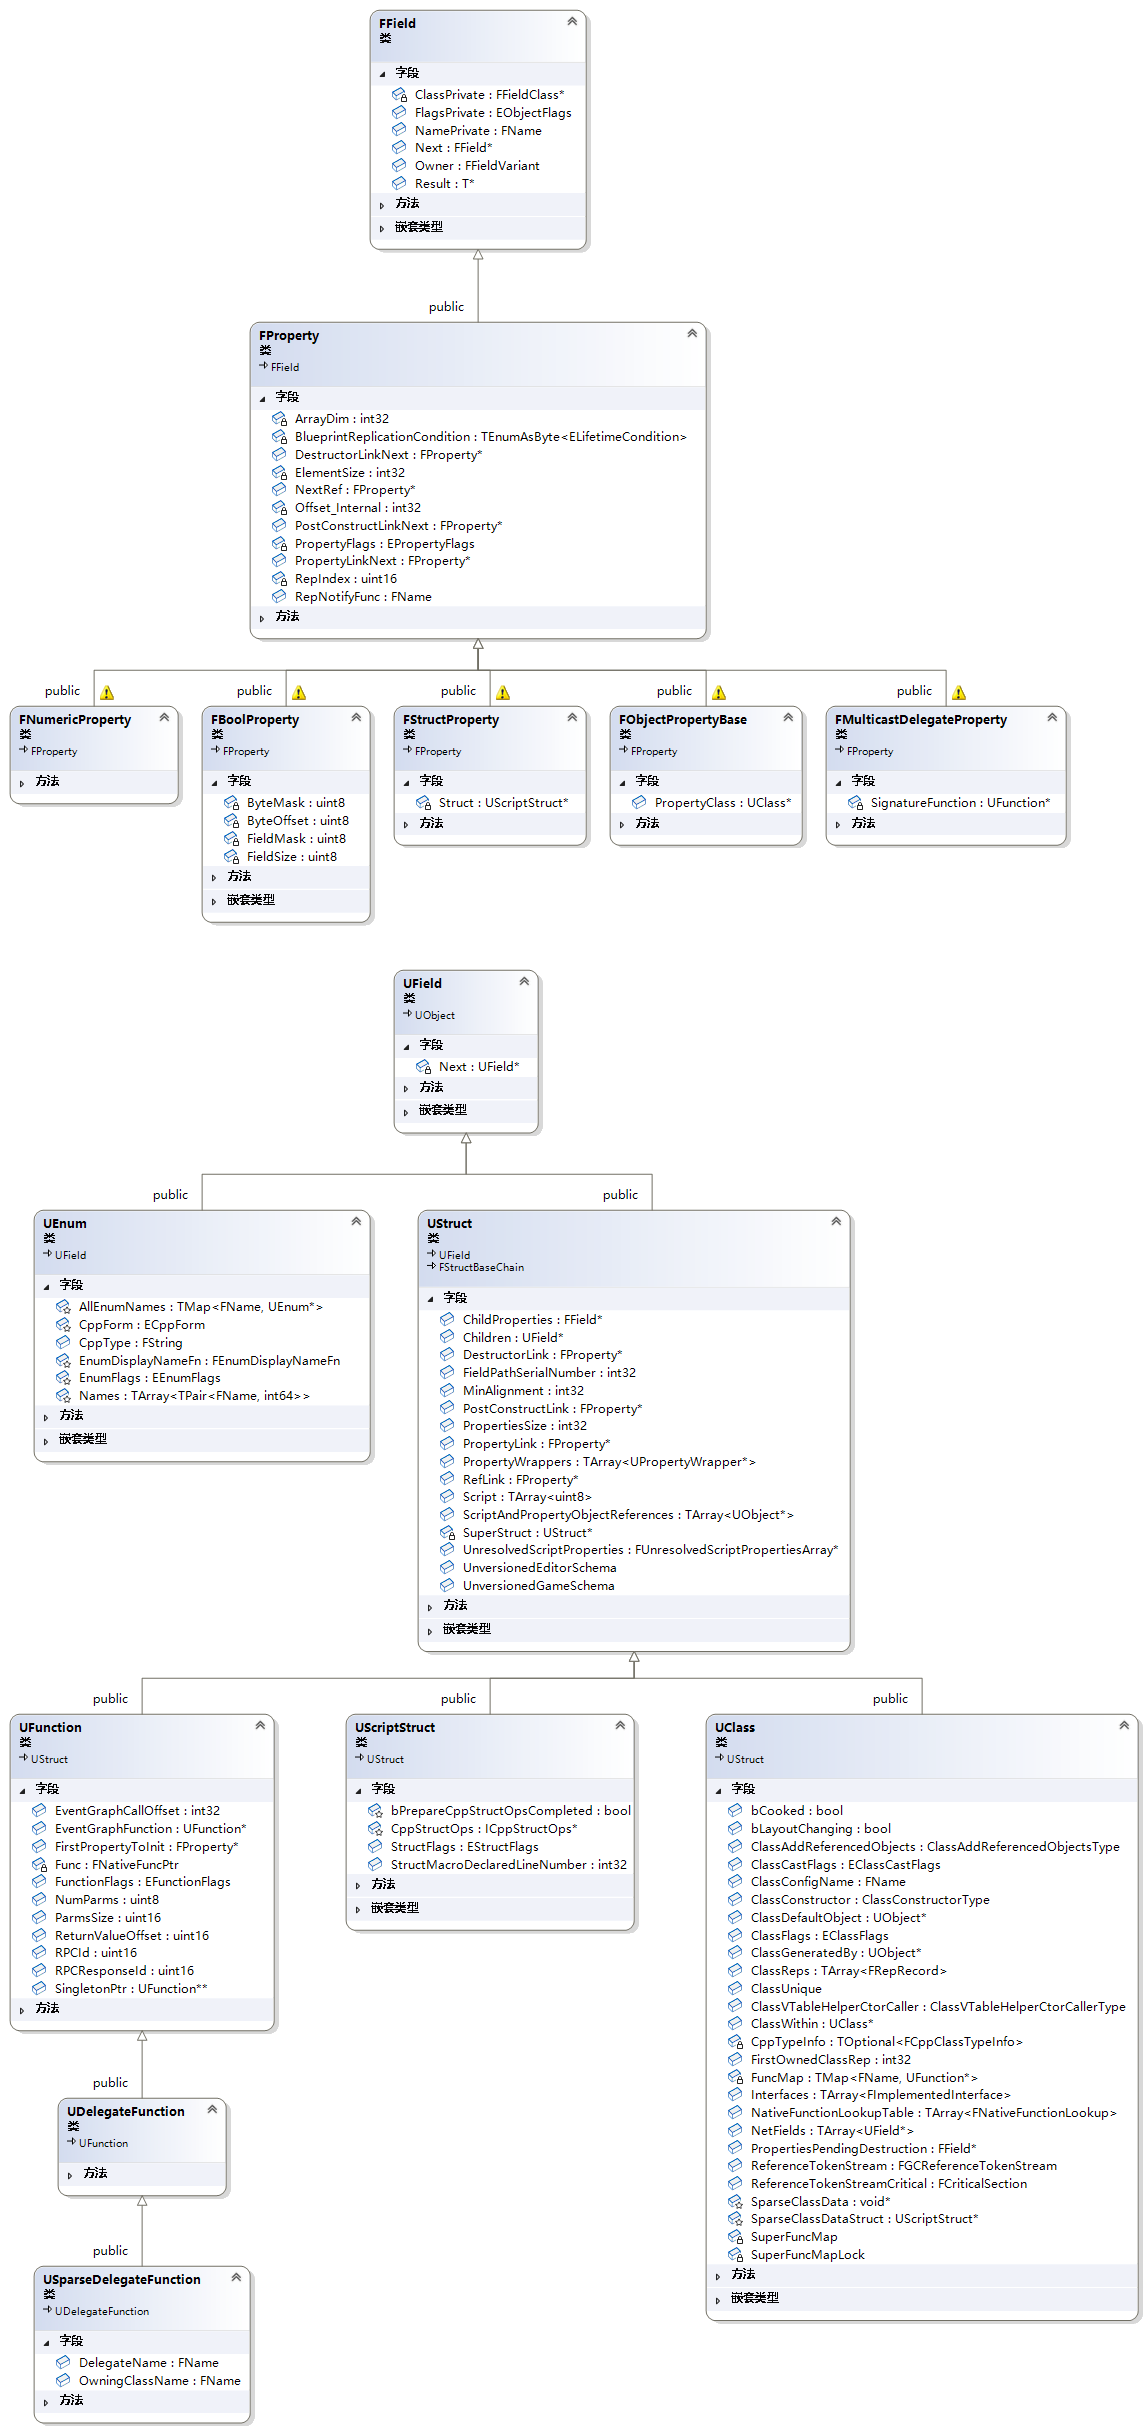 FField
类
字段
ClassPrivate : FFieldClass*
FlagsPrivate : EObjectFlags
NamePrivate : FName
Next : FField*
Owner : FFieldVariant
Result : T*
方法
嵌套类型
public
FProperty
类
FField
字段
ArrayDim : int32
BlueprintReplicationCondition : TEnumAsByte<ELifetimeCondition>
DestructorLinkNext : FProperty*
ElementSize : int32
NextRef : FProperty*
Offset_Internal : int32
PostConstructLinkNext : FProperty*
PropertyFlags : EPropertyFlags
PropertyLinkNext : FProperty*
RepIndex : uint16
RepNotifyFunc : FName
方法
public
FNumericProperty
类
FProperty
方法
public
FBoolProperty
类
FProperty
字段
ByteMask : uint8
ByteOffset : uint8
FieldMask : uint8
FieldSize : uint8
方法
嵌套类型
public
FStructProperty
类
FProperty
字段
Struct : UScriptStruct*
方法
public
FObjectPropertyBase
类
FProperty
字段
PropertyClass : UClass*
方法
public
FMulticastDelegateProperty
类
FProperty
字段
SignatureFunction : UFunction*
方法
UField
类
UObject
字段
Next : UField*
方法
嵌套类型
public
UEnum
类
UField
字段
AllEnumNames : TMap<FName, UEnum*>
CppForm : ECppForm
CppType : FString
EnumDisplayNameFn : FEnumDisplayNameFn
EnumFlags : EEnumFlags
Names : TArray<TPair<FName, int64>>
方法
嵌套类型
public
UStruct
类
UField
FStructBaseChain
字段
ChildProperties : FField*
Children : UField*
DestructorLink : FProperty*
FieldPathSerialNumber : int32
MinAlignment : int32
PostConstructLink : FProperty*
PropertiesSize : int32
PropertyLink : FProperty*
PropertyWrappers : TArray<UPropertyWrapper*>
RefLink : FProperty*
Script : TArray<uint8>
ScriptAndPropertyObjectReferences : TArray<UObject*>
SuperStruct : UStruct*
UnresolvedScriptProperties : FUnresolvedScriptPropertiesArray*
UnversionedEditorSchema
UnversionedGameSchema
方法
嵌套类型
public
UFunction
类
UStruct
字段
EventGraphCallOffset : int32
EventGraphFunction : UFunction*
FirstPropertyToInit : FProperty*
Func : FNativeFuncPtr
FunctionFlags : EFunctionFlags
NumParms : uint8
ParmsSize : uint16
ReturnValueOffset : uint16
RPCId : uint16
RPCResponseId : uint16
SingletonPtr : UFunction**
方法
public
UScriptStruct
类
UStruct
字段
bPrepareCppStructOpsCompleted : bool
CppStructOps : ICppStructOps*
StructFlags : EStructFlags
StructMacroDeclaredLineNumber : int32
方法
嵌套类型
public
UClass
类
UStruct
字段
bCooked : bool
bLayoutChanging : bool
ClassAddReferencedObjects : ClassAddReferencedObjectsType
ClassCastFlags : EClassCastFlags
ClassConfigName : FName
ClassConstructor : ClassConstructorType
ClassDefaultObject : UObject*
ClassFlags : EClassFlags
ClassGeneratedBy : UObject*
ClassReps : TArray<FRepRecord>
ClassUnique
ClassVTableHelperCtorCaller : ClassVTableHelperCtorCallerType
ClassWithin : UClass*
CppTypeInfo : TOptional<FCppClassTypeInfo>
FirstOwnedClassRep : int32
FuncMap : TMap<FName, UFunction*>
Interfaces : TArray<FImplementedInterface>
NativeFunctionLookupTable : TArray<FNativeFunctionLookup>
NetFields : TArray<UField*>
PropertiesPendingDestruction : FField*
ReferenceTokenStream : FGCReferenceTokenStream
ReferenceTokenStreamCritical : FCriticalSection
SparseClassData : void*
SparseClassDataStruct : UScriptStruct*
SuperFuncMap
SuperFuncMapLock
方法
嵌套类型
public
UDelegateFunction
类
UFunction
方法
public
USparseDelegateFunction
类
UDelegateFunction
字段
DelegateName : FName
OwningClassName : FName
方法